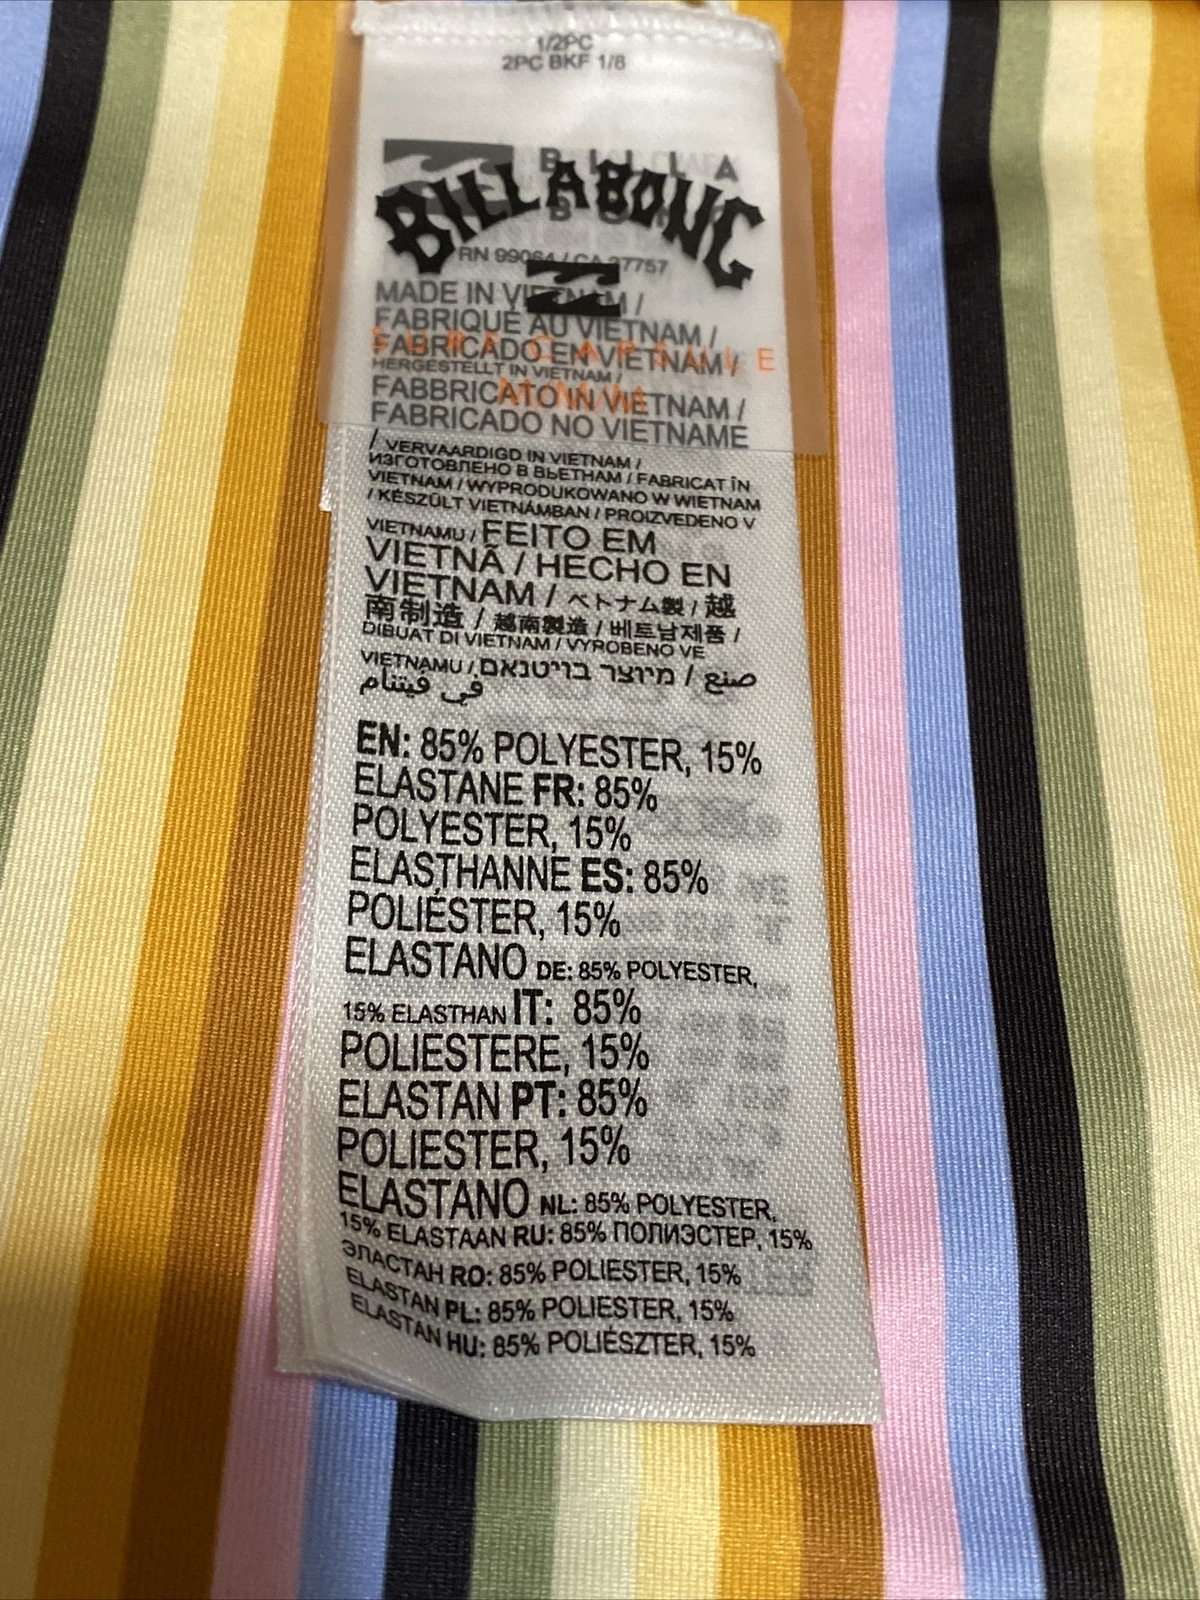 1/2PC
2PC BKF 1/8
BILLA
BILLABONG
RN 99064 / CA 37757
MADE IN VIETNAM /
FABRIQUÉ AU VIETNAM /
FABRICADO EN VIETNAM /
HERGESTELLT IN VIETNAM /
FABBRICATO IN VIETNAM /
FABRICADO NO VIETNAME
/ VERVAARDIGD IN VIETNAM /
ИЗГОТОВЛЕНО В ВЬЕТНАМ / FABRICAT ÎN
VIETNAM / WYPRODUKOWANO W WIETNAM
/ KÉSZÜLT VIETNÁMBAN / PROIZVEDENO V
VIETNAMU / FEITO EM
VIETNÃ / HECHO EN
VIETNAM / ベトナム製 / 越
南制造 / 越南製造 / 베트남제품 /
DIBUAT DI VIETNAM / VYROBENO VE
VIETNAMU / מיוצר בוייטנאם / صنع
في فيتنام
EN: 85% POLYESTER, 15%
ELASTANE FR: 85%
POLYESTER, 15%
ELASTHANNE ES: 85%
POLIÉSTER, 15%
ELASTANO DE: 85% POLYESTER,
15% ELASTHAN IT: 85%
POLIESTERE, 15%
ELASTAN PT: 85%
POLIESTER, 15%
ELASTANO NL: 85% POLYESTER,
15% ELASTAAN RU: 85% ПОЛИЭСТЕР, 15%
ЭЛАСТАН RO: 85% POLIESTER, 15%
ELASTAN PL: 85% POLIESTER, 15%
ELASTAN HU: 85% POLIÉSZTER, 15%